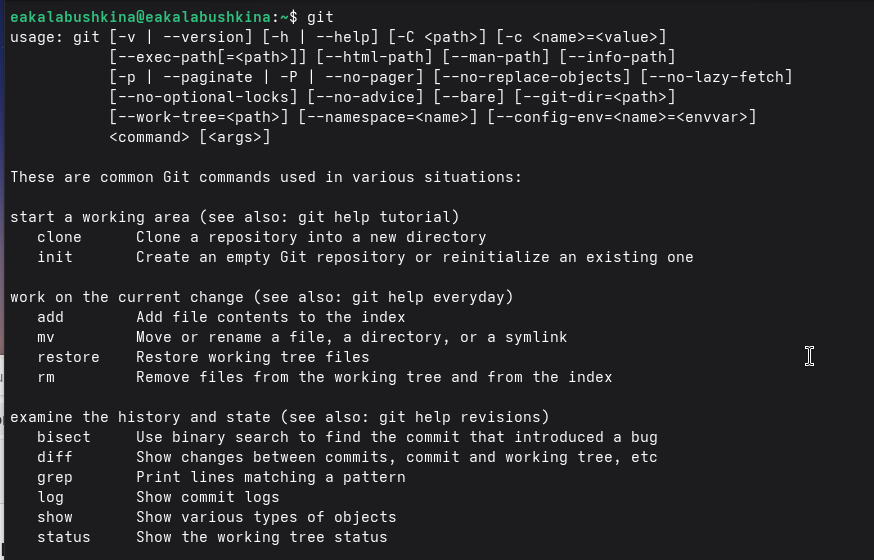 eakalabushkina@eakalabushkina:~$ git
usage: git [-v | --version] [-h | --help] [-C <path>] [-c <name>=<value>]
           [--exec-path[=<path>]] [--html-path] [--man-path] [--info-path]
           [-p | --paginate | -P | --no-pager] [--no-replace-objects] [--no-lazy-fetch]
           [--no-optional-locks] [--no-advice] [--bare] [--git-dir=<path>]
           [--work-tree=<path>] [--namespace=<name>] [--config-env=<name>=<envvar>]
           <command> [<args>]

These are common Git commands used in various situations:

start a working area (see also: git help tutorial)
   clone      Clone a repository into a new directory
   init       Create an empty Git repository or reinitialize an existing one

work on the current change (see also: git help everyday)
   add        Add file contents to the index
   mv         Move or rename a file, a directory, or a symlink
   restore    Restore working tree files
   rm         Remove files from the working tree and from the index

examine the history and state (see also: git help revisions)
   bisect     Use binary search to find the commit that introduced a bug
   diff       Show changes between commits, commit and working tree, etc
   grep       Print lines matching a pattern
   log        Show commit logs
   show       Show various types of objects
   status     Show the working tree status